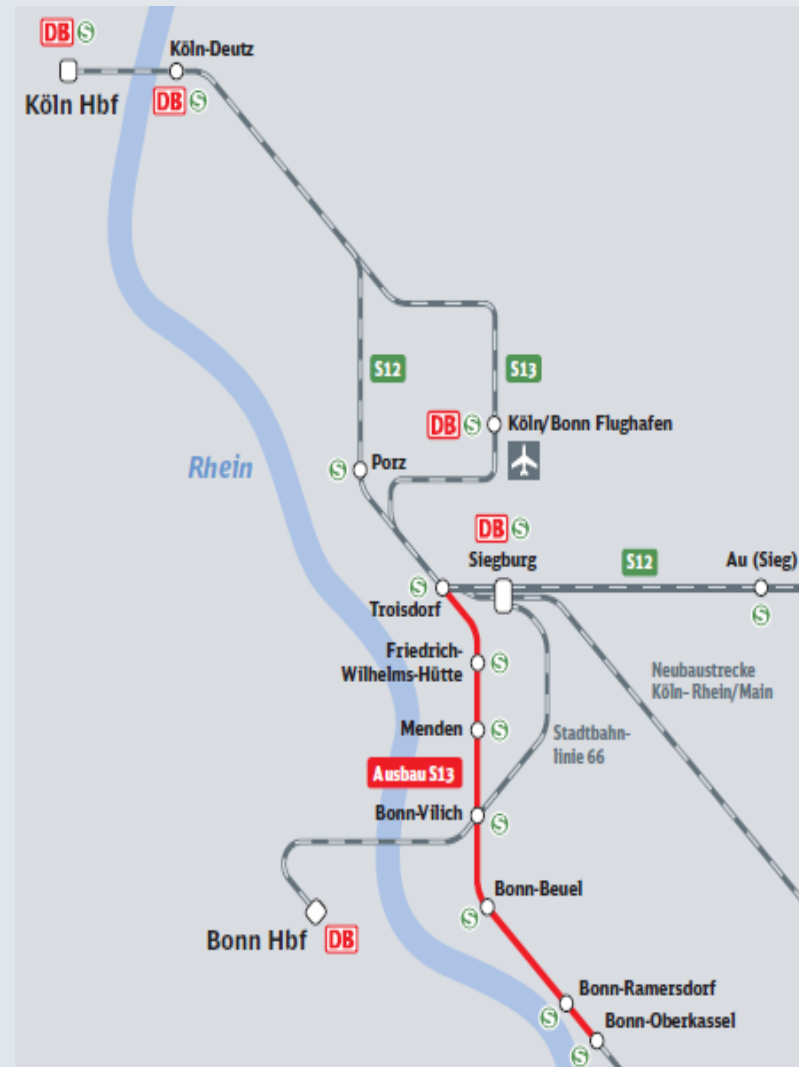 DB S
Köln-Deutz
Köln Hbf
DB S
S12
S13
DB S
Köln/Bonn Flughafen
Rhein
S
Porz
DB S
Siegburg
S12
Au (Sieg)
S
Troisdorf
S
Friedrich-
Wilhelms-Hütte
S
Neubaustrecke
Köln-Rhein/Main
Menden
S
Stadtbahn-
linie 66
Ausbau S13
Bonn-Vilich
S
Bonn-Beuel
S
Bonn Hbf
DB
Bonn-Ramersdorf
S
Bonn-Oberkassel
S